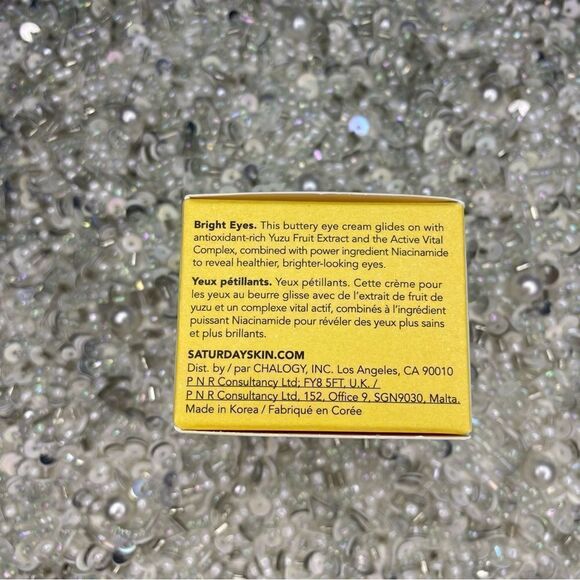 Bright Eyes. This buttery eye cream glides on with
antioxidant-rich Yuzu Fruit Extract and the Active Vital
Complex, combined with power ingredient Niacinamide
to reveal healthier, brighter-looking eyes.
Yeux pétillants. Yeux pétillants. Cette crème pour
les yeux au beurre glisse avec de l'extrait de fruit de
yuzu et un complexe vital actif, combinés à l'ingrédient
puissant Niacinamide pour révéler des yeux plus sains
et plus brillants.
SATURDAYSKIN.COM
Dist. by / par CHALOGY, INC. Los Angeles, CA 90010
P N R Consultancy Ltd; FY8 5FT, U.K. /
P N R Consultancy Ltd, 152, Office 9, SGN9030, Malta.
Made in Korea / Fabriqué en Corée